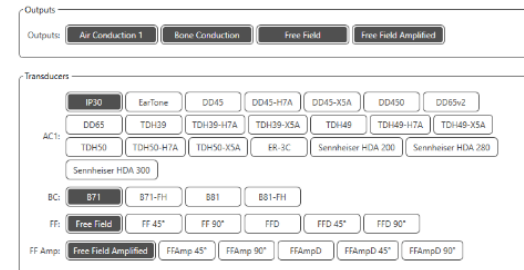 Outputs
Outputs: Air Conduction 1 Bone Conduction Free Field Free Field Amplified
Transducers
IP30 EarTone DD45 DD45-H7A DD45-X5A DD450 DD65v2
AC1: DD65 TDH39 TDH39-H7A TDH39-X5A TDH49 TDH49-H7A TDH49-X5A
TDH50 TDH50-H7A TDH50-X5A ER-3C Sennheiser HDA 200 Sennheiser HDA 280
Sennheiser HDA 300
BC: B71 B71-FH B81 B81-FH
FF: Free Field FF 45° FF 90° FFD FFD 45° FFD 90°
FF Amp: Free Field Amplified FFAmp 45° FFAmp 90° FFAmpD FFAmpD 45° FFAmpD 90°